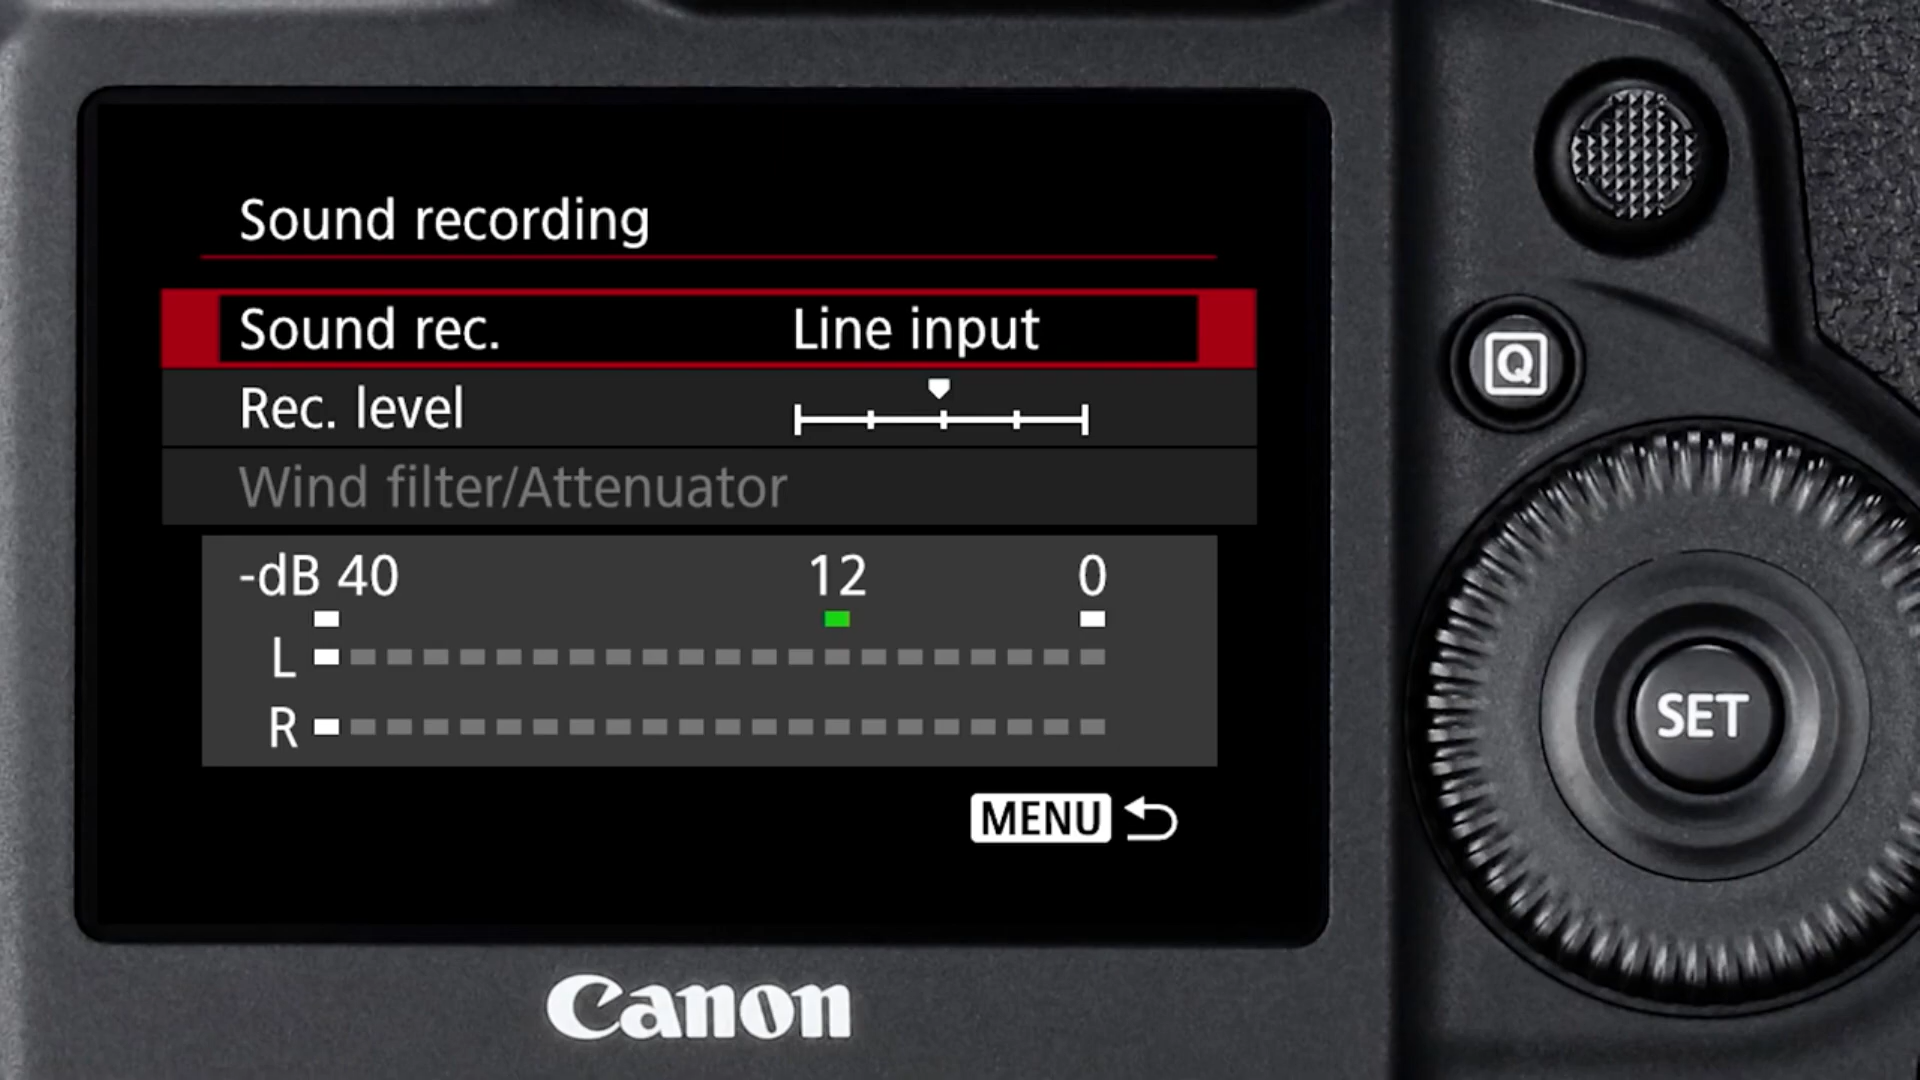 Sound recording
Sound rec. Line input
Rec. level
Wind filter/Attenuator
-dB 40 12 0
L
R
MENU
Canon
Q
SET